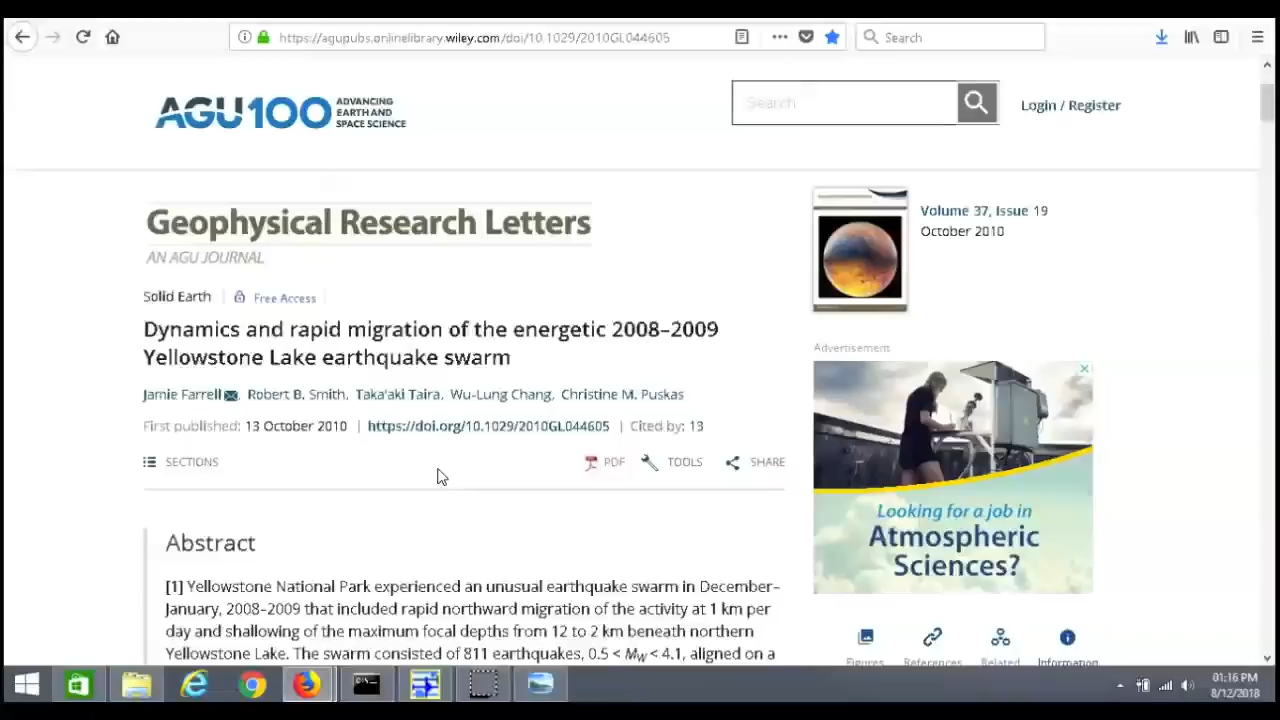 https://agupubs.onlinelibrary.wiley.com/doi/10.1029/2010GL044605
Search
AGU100 ADVANCING
EARTH AND
SPACE SCIENCE
Search
Login / Register
Geophysical Research Letters
AN AGU JOURNAL
Volume 37, Issue 19
October 2010
Solid Earth
Free Access
Dynamics and rapid migration of the energetic 2008–2009
Yellowstone Lake earthquake swarm
Jamie Farrell, Robert B. Smith, Taka'aki Taira, Wu-Lung Chang, Christine M. Puskas
First published: 13 October 2010 | https://doi.org/10.1029/2010GL044605 | Cited by: 13
SECTIONS
PDF
TOOLS
SHARE
Advertisement
Looking for a job in
Atmospheric
Sciences?
Abstract
[1] Yellowstone National Park experienced an unusual earthquake swarm in December–
January, 2008–2009 that included rapid northward migration of the activity at 1 km per
day and shallowing of the maximum focal depths from 12 to 2 km beneath northern
Yellowstone Lake. The swarm consisted of 811 earthquakes, 0.5 < MW < 4.1, aligned on a
Figures
References
Related
Information
01:16 PM
8/12/2018